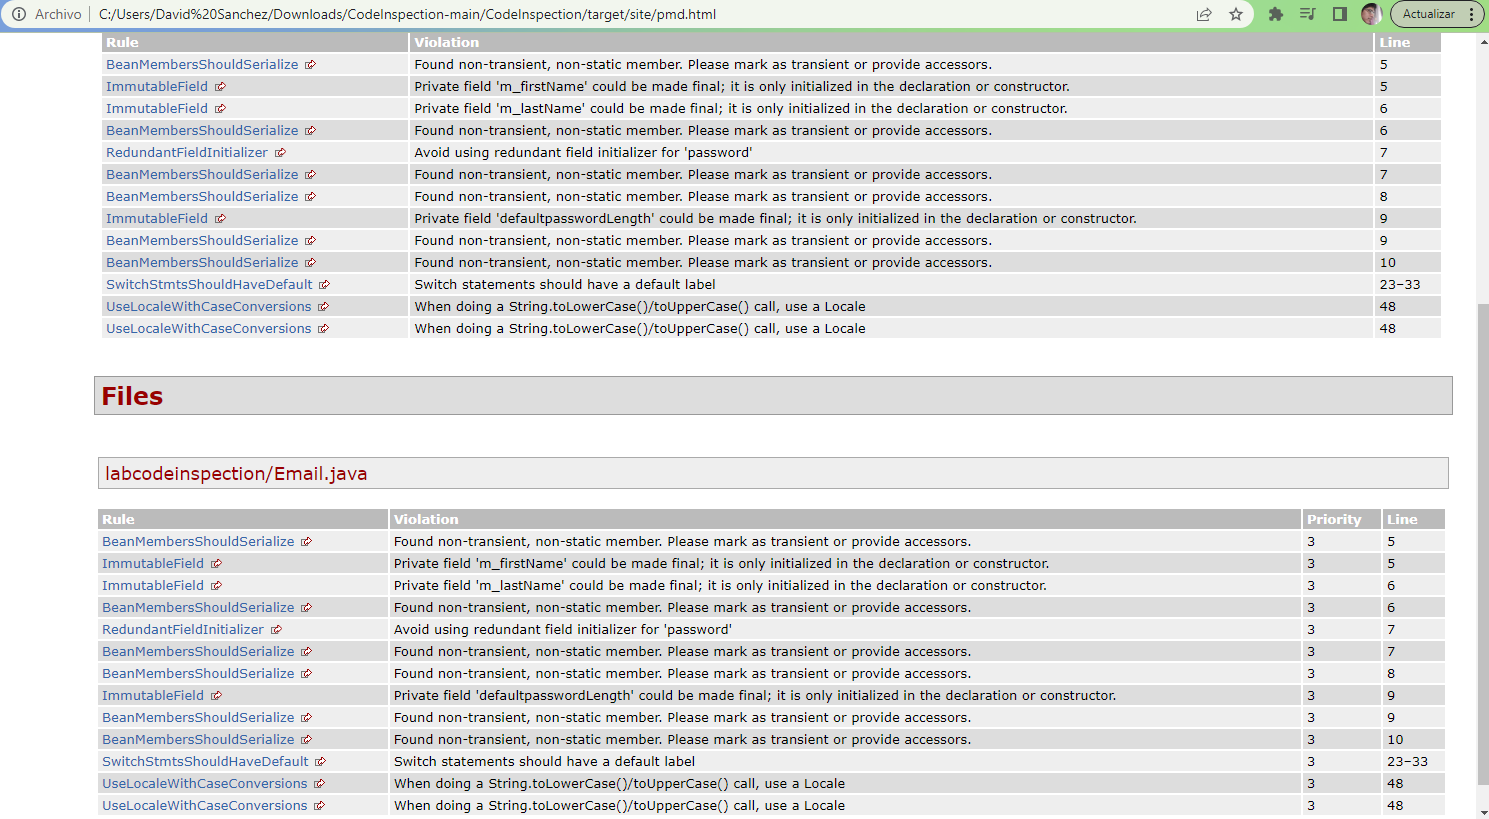 Archivo | C:/Users/David%20Sanchez/Downloads/CodeInspection-main/CodeInspection/target/site/pmd.html Actualizar
Rule Violation Line
BeanMembersShouldSerialize Found non-transient, non-static member. Please mark as transient or provide accessors. 5
ImmutableField Private field 'm_firstName' could be made final; it is only initialized in the declaration or constructor. 5
ImmutableField Private field 'm_lastName' could be made final; it is only initialized in the declaration or constructor. 6
BeanMembersShouldSerialize Found non-transient, non-static member. Please mark as transient or provide accessors. 6
RedundantFieldInitializer Avoid using redundant field initializer for 'password' 7
BeanMembersShouldSerialize Found non-transient, non-static member. Please mark as transient or provide accessors. 7
BeanMembersShouldSerialize Found non-transient, non-static member. Please mark as transient or provide accessors. 8
ImmutableField Private field 'defaultpasswordLength' could be made final; it is only initialized in the declaration or constructor. 9
BeanMembersShouldSerialize Found non-transient, non-static member. Please mark as transient or provide accessors. 9
BeanMembersShouldSerialize Found non-transient, non-static member. Please mark as transient or provide accessors. 10
SwitchStmtsShouldHaveDefault Switch statements should have a default label 23–33
UseLocaleWithCaseConversions When doing a String.toLowerCase()/toUpperCase() call, use a Locale 48
UseLocaleWithCaseConversions When doing a String.toLowerCase()/toUpperCase() call, use a Locale 48
Files
labcodeinspection/Email.java
Rule Violation Priority Line
BeanMembersShouldSerialize Found non-transient, non-static member. Please mark as transient or provide accessors. 3 5
ImmutableField Private field 'm_firstName' could be made final; it is only initialized in the declaration or constructor. 3 5
ImmutableField Private field 'm_lastName' could be made final; it is only initialized in the declaration or constructor. 3 6
BeanMembersShouldSerialize Found non-transient, non-static member. Please mark as transient or provide accessors. 3 6
RedundantFieldInitializer Avoid using redundant field initializer for 'password' 3 7
BeanMembersShouldSerialize Found non-transient, non-static member. Please mark as transient or provide accessors. 3 7
BeanMembersShouldSerialize Found non-transient, non-static member. Please mark as transient or provide accessors. 3 8
ImmutableField Private field 'defaultpasswordLength' could be made final; it is only initialized in the declaration or constructor. 3 9
BeanMembersShouldSerialize Found non-transient, non-static member. Please mark as transient or provide accessors. 3 9
BeanMembersShouldSerialize Found non-transient, non-static member. Please mark as transient or provide accessors. 3 10
SwitchStmtsShouldHaveDefault Switch statements should have a default label 3 23–33
UseLocaleWithCaseConversions When doing a String.toLowerCase()/toUpperCase() call, use a Locale 3 48
UseLocaleWithCaseConversions When doing a String.toLowerCase()/toUpperCase() call, use a Locale 3 48